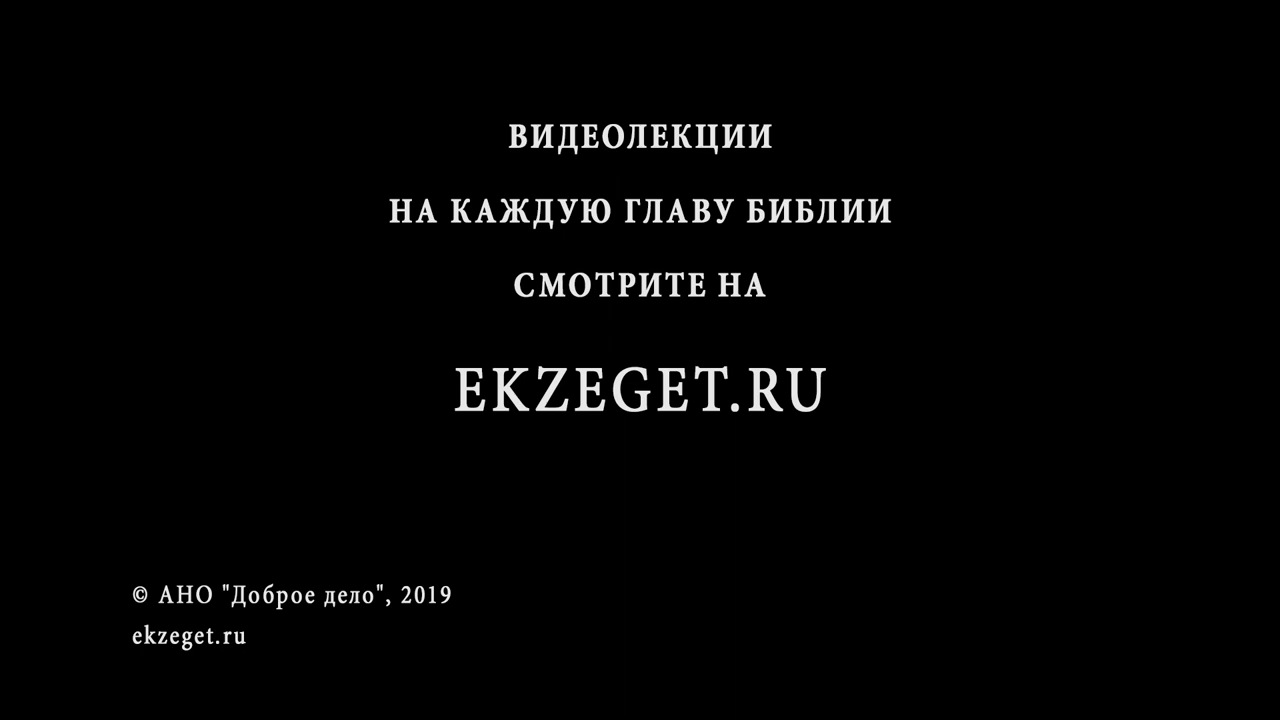 ВИДЕОЛЕКЦИИ
НА КАЖДУЮ ГЛАВУ БИБЛИИ
СМОТРИТЕ НА
EKZEGET.RU
© АНО "Доброе дело", 2019
ekzeget.ru